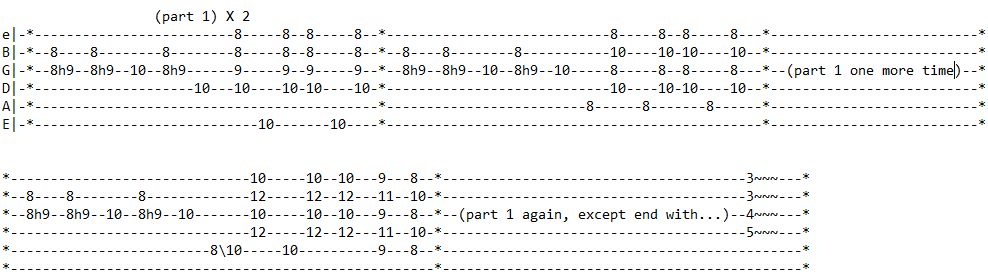 (part 1) X 2
e|-*-------------------------8-----8--8-----8--*----------------------------8-----8--8-----8---*--------------------------*
B|-*--8----8--------8--------8-----8--8-----8--*--8----8--------8-----------10----10-10----10--*--------------------------*
G|-*--8h9--8h9--10--8h9------9-----9--9-----9--*--8h9--8h9--10--8h9--10-----8-----8--8-----8---*--(part 1 one more time)--*
D|-*--------------------10---10----10-10----10-*----------------------------10----10-10----10--*--------------------------*
A|-*-------------------------------------------*-------------------------8------8-------8------*--------------------------*
E|-*----------------------------10-------10----*-----------------------------------------------*--------------------------*
*------------------------------10-----10--10---9---8--*--------------------------------------3~~~---*
*--8----8--------8-------------12-----12--12---11--10-*--------------------------------------3~~~---*
*--8h9--8h9--10--8h9--10-------10-----10--10---9---8--*--(part 1 again, except end with...)--4~~~---*
*------------------------------12-----12--12---11--10-*--------------------------------------5~~~---*
*-------------------------8\10-----10----------9---8--*---------------------------------------------*
*-----------------------------------------------------*---------------------------------------------*